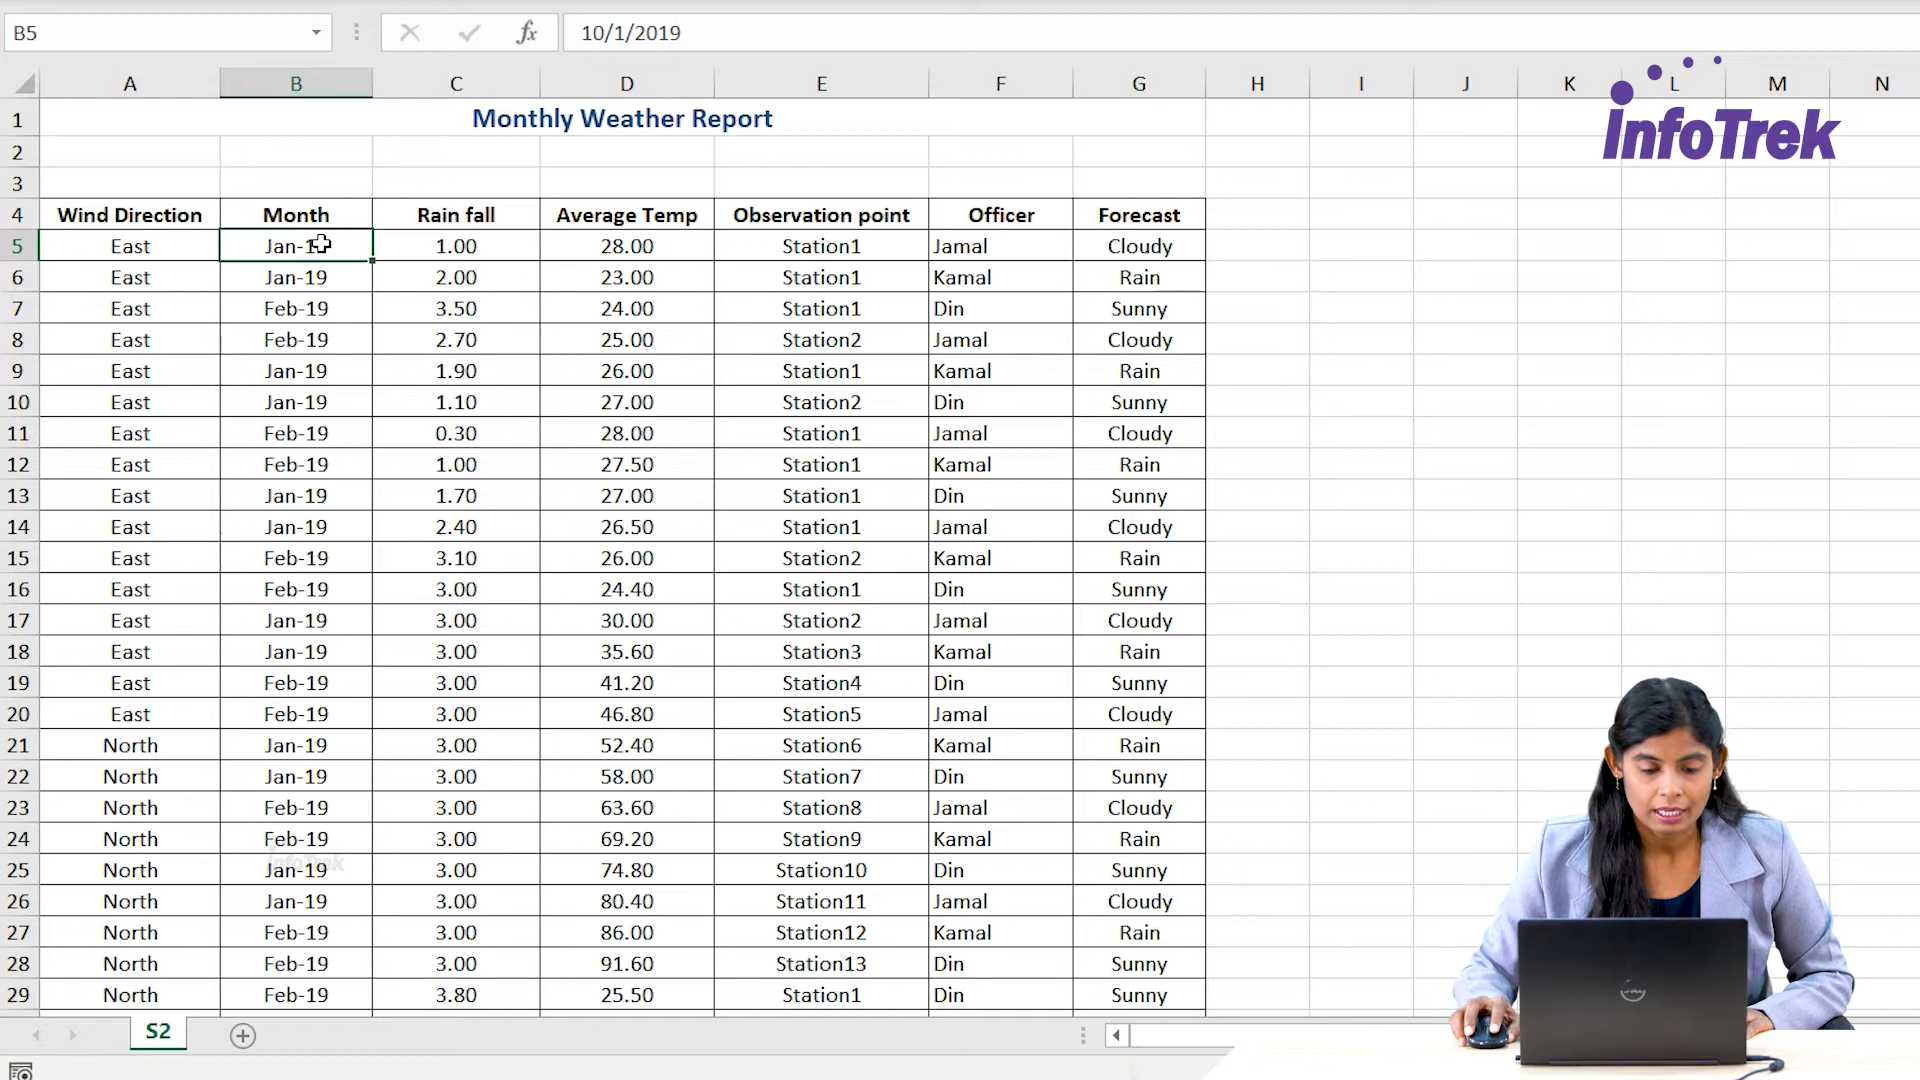 B5 fx 10/1/2019
A B C D E F G H I J K L M N
infoTrek
1 Monthly Weather Report
2
3
4 Wind Direction Month Rain fall Average Temp Observation point Officer Forecast
5 East Jan-1 1.00 28.00 Station1 Jamal Cloudy
6 East Jan-19 2.00 23.00 Station1 Kamal Rain
7 East Feb-19 3.50 24.00 Station1 Din Sunny
8 East Feb-19 2.70 25.00 Station2 Jamal Cloudy
9 East Jan-19 1.90 26.00 Station1 Kamal Rain
10 East Jan-19 1.10 27.00 Station2 Din Sunny
11 East Feb-19 0.30 28.00 Station1 Jamal Cloudy
12 East Feb-19 1.00 27.50 Station1 Kamal Rain
13 East Jan-19 1.70 27.00 Station1 Din Sunny
14 East Jan-19 2.40 26.50 Station1 Jamal Cloudy
15 East Feb-19 3.10 26.00 Station2 Kamal Rain
16 East Feb-19 3.00 24.40 Station1 Din Sunny
17 East Jan-19 3.00 30.00 Station2 Jamal Cloudy
18 East Jan-19 3.00 35.60 Station3 Kamal Rain
19 East Feb-19 3.00 41.20 Station4 Din Sunny
20 East Feb-19 3.00 46.80 Station5 Jamal Cloudy
21 North Jan-19 3.00 52.40 Station6 Kamal Rain
22 North Jan-19 3.00 58.00 Station7 Din Sunny
23 North Feb-19 3.00 63.60 Station8 Jamal Cloudy
24 North Feb-19 3.00 69.20 Station9 Kamal Rain
infoTrek
25 North Jan-19 3.00 74.80 Station10 Din Sunny
26 North Jan-19 3.00 80.40 Station11 Jamal Cloudy
27 North Feb-19 3.00 86.00 Station12 Kamal Rain
28 North Feb-19 3.00 91.60 Station13 Din Sunny
29 North Feb-19 3.80 25.50 Station1 Din Sunny
S2